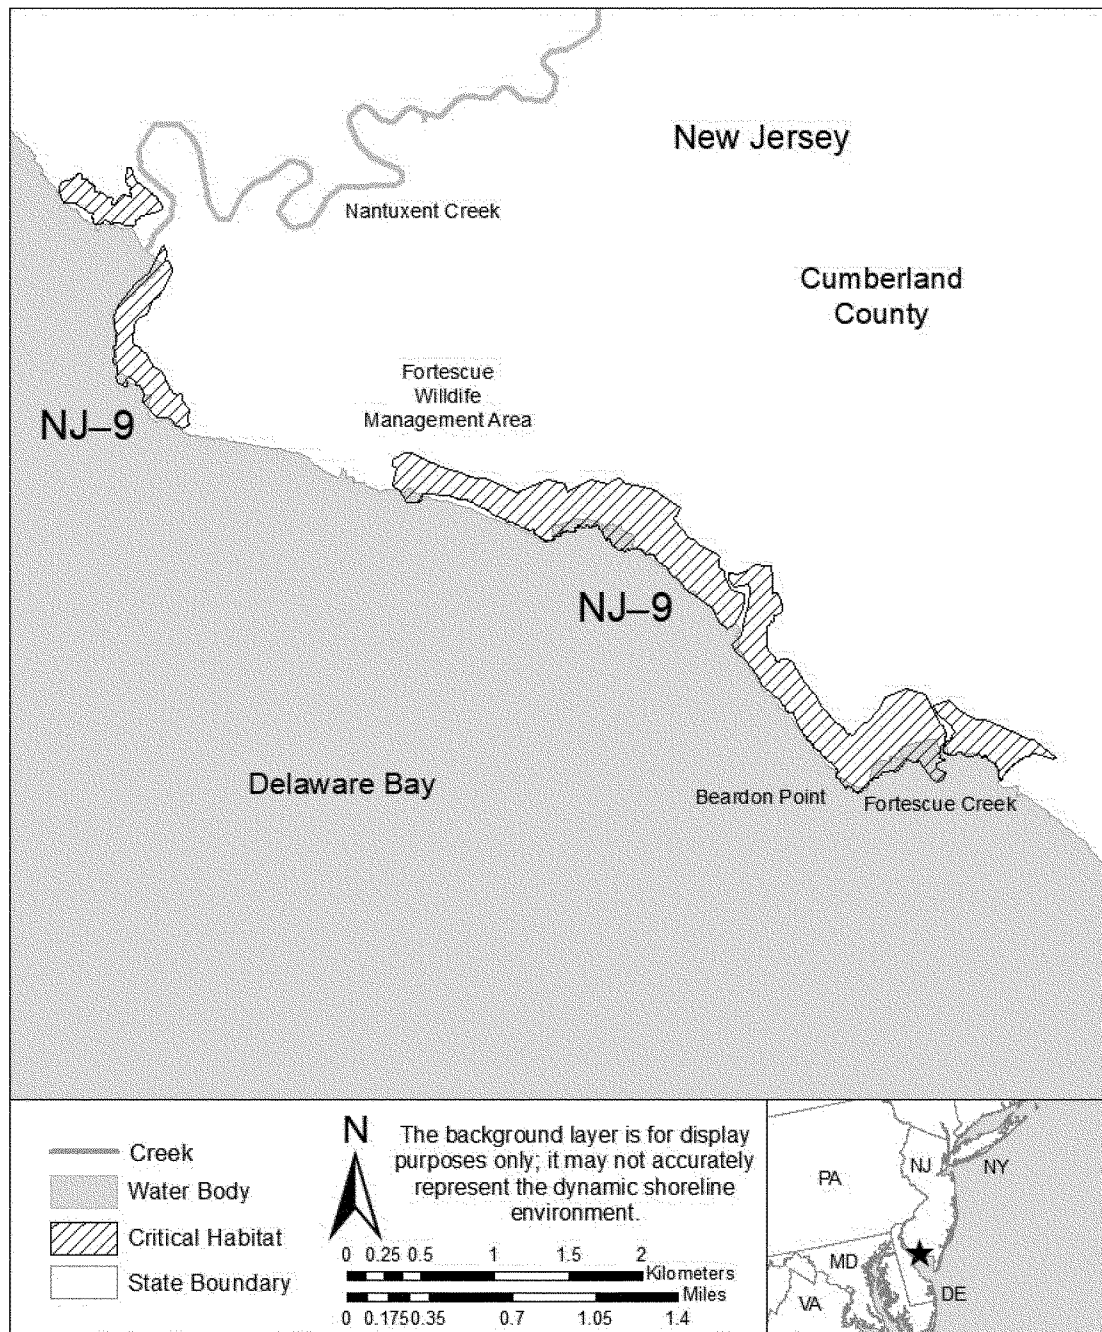 New Jersey
Nantuxent Creek
Cumberland
County
Fortescue
Willdife
Management Area
NJ–9
NJ–9
Delaware Bay
Beardon Point
Fortescue Creek
Creek
Water Body
Critical Habitat
State Boundary
N
The background layer is for display
purposes only; it may not accurately
represent the dynamic shoreline
environment.
0 0.25 0.5 1 1.5 2
Kilometers
Miles
0 0.175 0.35 0.7 1.05 1.4
PA
NJ
NY
MD
VA
DE